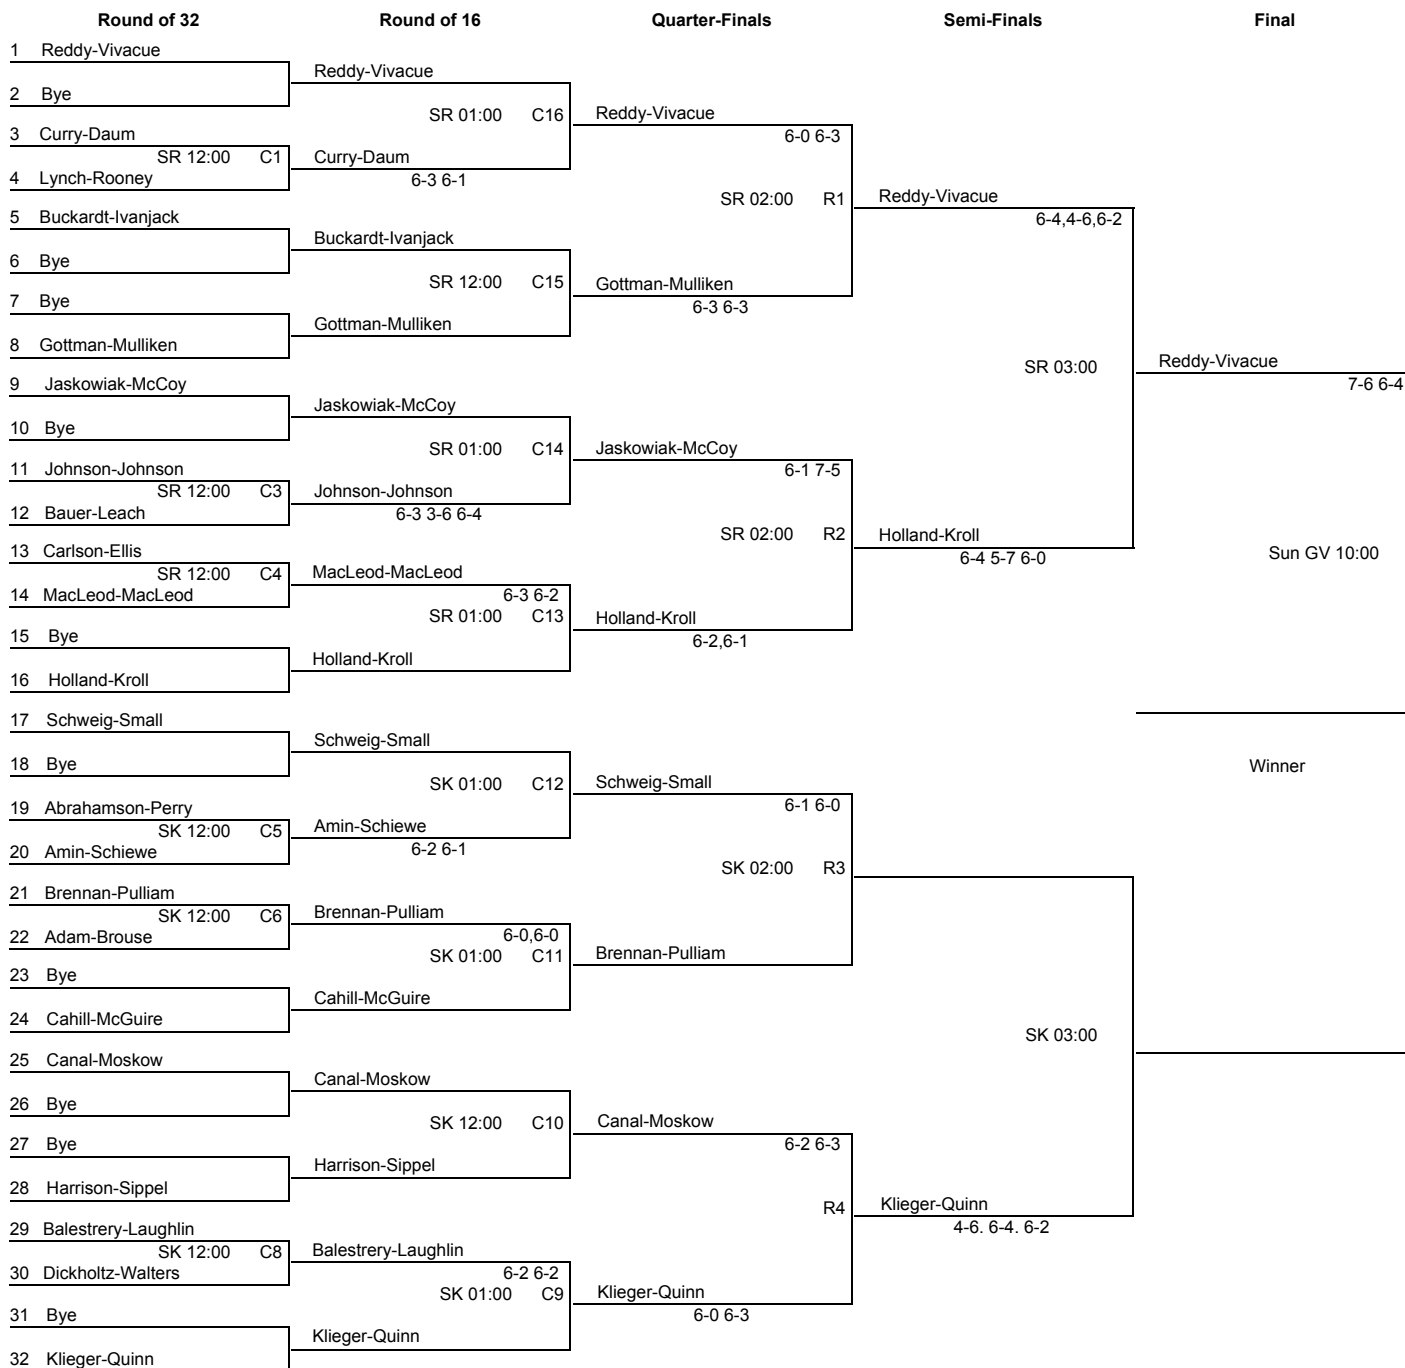 Round of 32 Round of 16 Quarter-Finals Semi-Finals Final
1 Reddy-Vivacue
Reddy-Vivacue
2 Bye
SR 01:00 C16 Reddy-Vivacue
3 Curry-Daum
6-0 6-3
SR 12:00 C1 Curry-Daum
4 Lynch-Rooney
6-3 6-1
SR 02:00 R1 Reddy-Vivacue
5 Buckardt-Ivanjack
6-4,4-6,6-2
Buckardt-Ivanjack
6 Bye
SR 12:00 C15 Gottman-Mulliken
7 Bye
6-3 6-3
Gottman-Mulliken
8 Gottman-Mulliken
SR 03:00 Reddy-Vivacue
9 Jaskowiak-McCoy
7-6 6-4
Jaskowiak-McCoy
10 Bye
SR 01:00 C14 Jaskowiak-McCoy
11 Johnson-Johnson
6-1 7-5
SR 12:00 C3 Johnson-Johnson
12 Bauer-Leach
6-3 3-6 6-4
SR 02:00 R2 Holland-Kroll
13 Carlson-Ellis
6-4 5-7 6-0
Sun GV 10:00
SR 12:00 C4 MacLeod-MacLeod
14 MacLeod-MacLeod
6-3 6-2
SR 01:00 C13 Holland-Kroll
15 Bye
6-2,6-1
Holland-Kroll
16 Holland-Kroll
17 Schweig-Small
Schweig-Small
18 Bye
Winner
SK 01:00 C12 Schweig-Small
19 Abrahamson-Perry
6-1 6-0
SK 12:00 C5 Amin-Schiewe
20 Amin-Schiewe
6-2 6-1
SK 02:00 R3
21 Brennan-Pulliam
SK 12:00 C6 Brennan-Pulliam
22 Adam-Brouse
6-0,6-0
SK 01:00 C11 Brennan-Pulliam
23 Bye
Cahill-McGuire
24 Cahill-McGuire
SK 03:00
25 Canal-Moskow
Canal-Moskow
26 Bye
SK 12:00 C10 Canal-Moskow
27 Bye
6-2 6-3
Harrison-Sippel
28 Harrison-Sippel
R4 Klieger-Quinn
29 Balestrery-Laughlin
4-6. 6-4. 6-2
SK 12:00 C8 Balestrery-Laughlin
30 Dickholtz-Walters
6-2 6-2
SK 01:00 C9 Klieger-Quinn
31 Bye
6-0 6-3
Klieger-Quinn
32 Klieger-Quinn